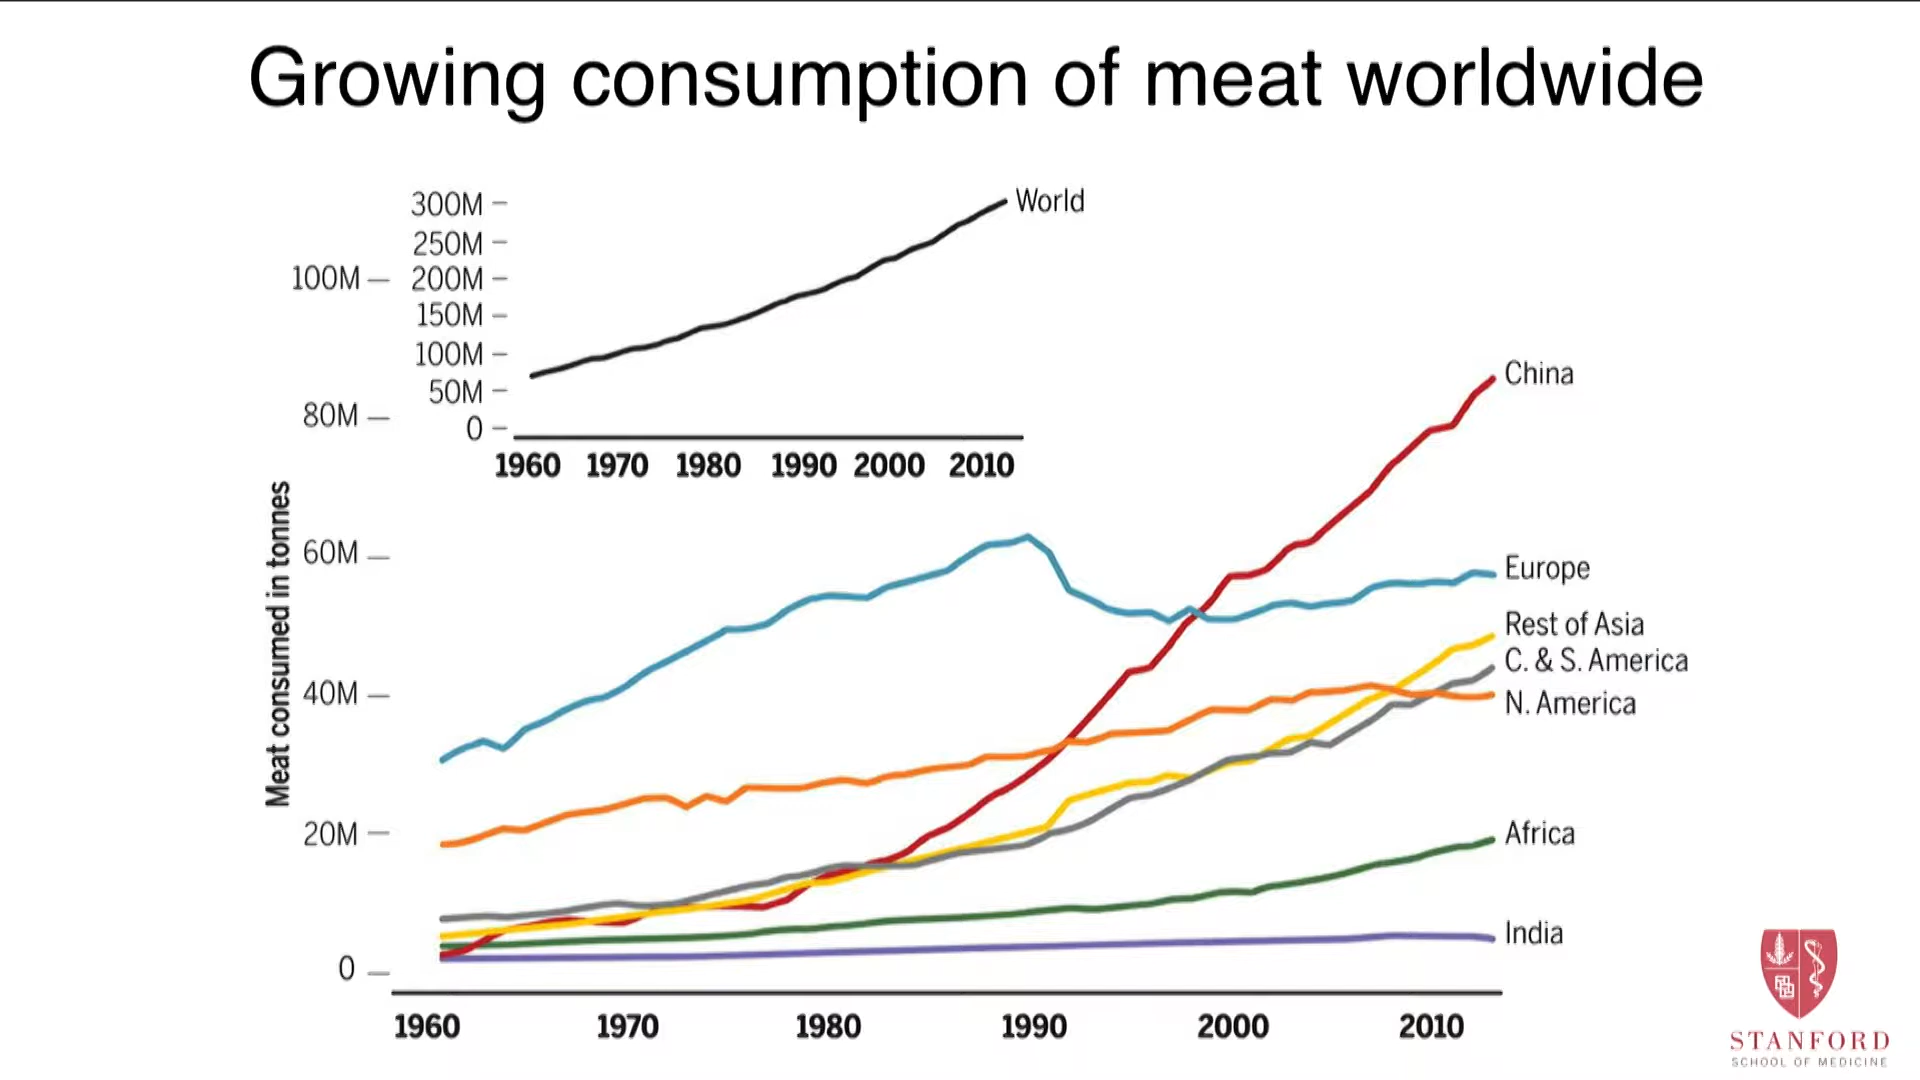 Growing consumption of meat worldwide
300M
250M
200M
150M
100M
50M
0
1960 1970 1980 1990 2000 2010
World
Meat consumed in tonnes
100M
80M
60M
40M
20M
0
1960 1970 1980 1990 2000 2010
China
Europe
Rest of Asia
C. & S. America
N. America
Africa
India
STANFORD
SCHOOL OF MEDICINE